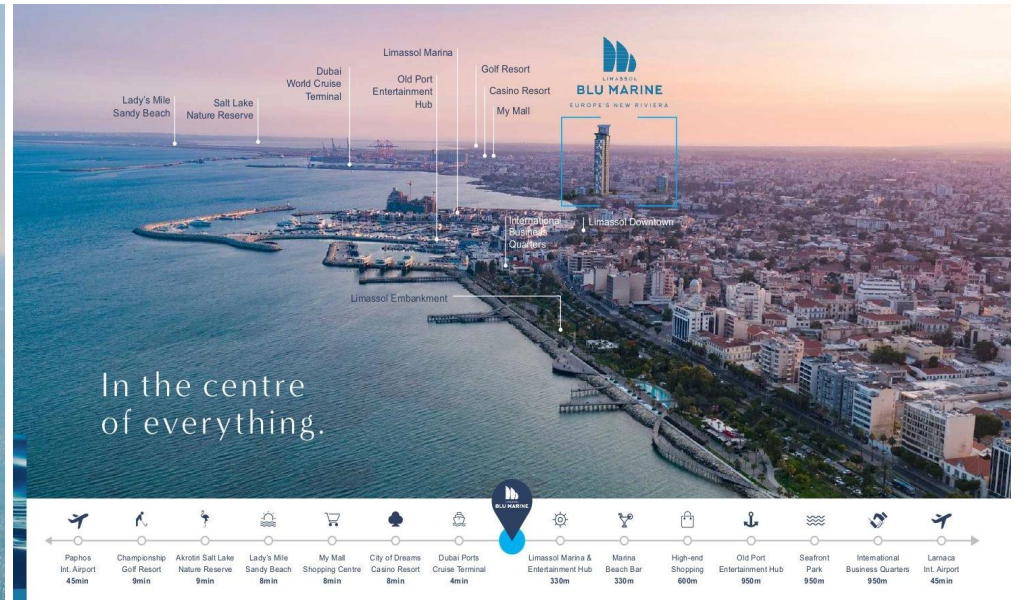 Limassol Marina
Dubai
World Cruise
Terminal
Old Port
Entertainment
Hub
Golf Resort
Casino Resort
My Mall
Lady's Mile
Sandy Beach
Salt Lake
Nature Reserve
LIMASSOL
BLU MARINE
EUROPE'S NEW RIVIERA
International
Business
Quarters
Limassol Downtown
Limassol Embankment
In the centre
of everything.
LIMASSOL
BLU MARINE
Paphos
Int. Airport
45min
Championship
Golf Resort
9min
Akrotiri Salt Lake
Nature Reserve
9min
Lady's Mile
Sandy Beach
8min
My Mall
Shopping Centre
8min
City of Dreams
Casino Resort
8min
Dubai Ports
Cruise Terminal
4min
Limassol Marina &
Entertainment Hub
330m
Marina
Beach Bar
330m
High-end
Shopping
600m
Old Port
Entertainment Hub
950m
Seafront
Park
950m
International
Business Quarters
950m
Larnaca
Int. Airport
45min